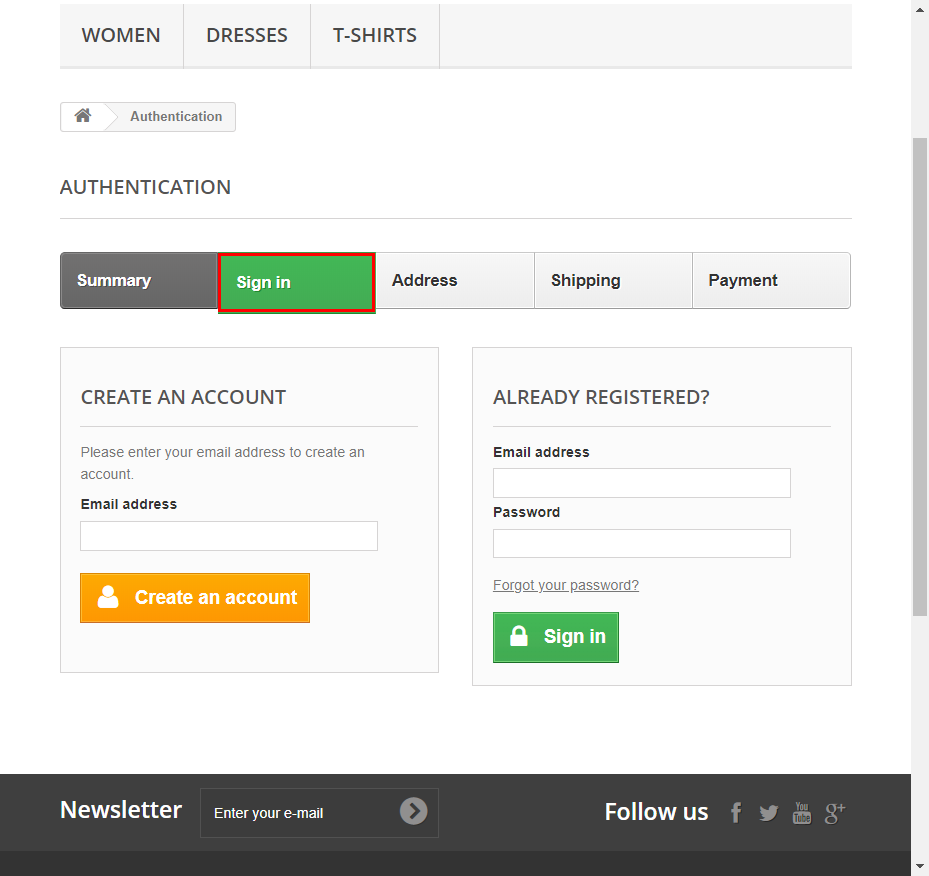 WOMEN DRESSES T-SHIRTS
Authentication
AUTHENTICATION
Summary Sign in Address Shipping Payment
CREATE AN ACCOUNT
Please enter your email address to create an
account.
Email address
Create an account
ALREADY REGISTERED?
Email address
Password
Forgot your password?
Sign in
Newsletter Enter your e-mail Follow us f You Tube g+